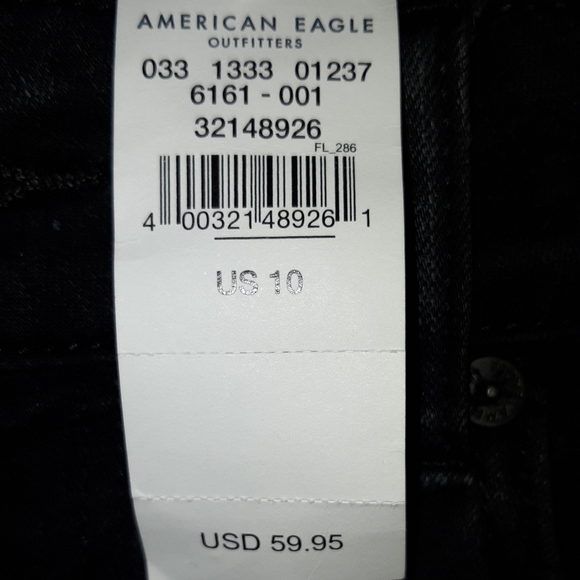 AMERICAN EAGLE
OUTFITTERS
033 1333 01237
6161 - 001
32148926
FL_286
4 00321 48926 1
US 10
USD 59.95